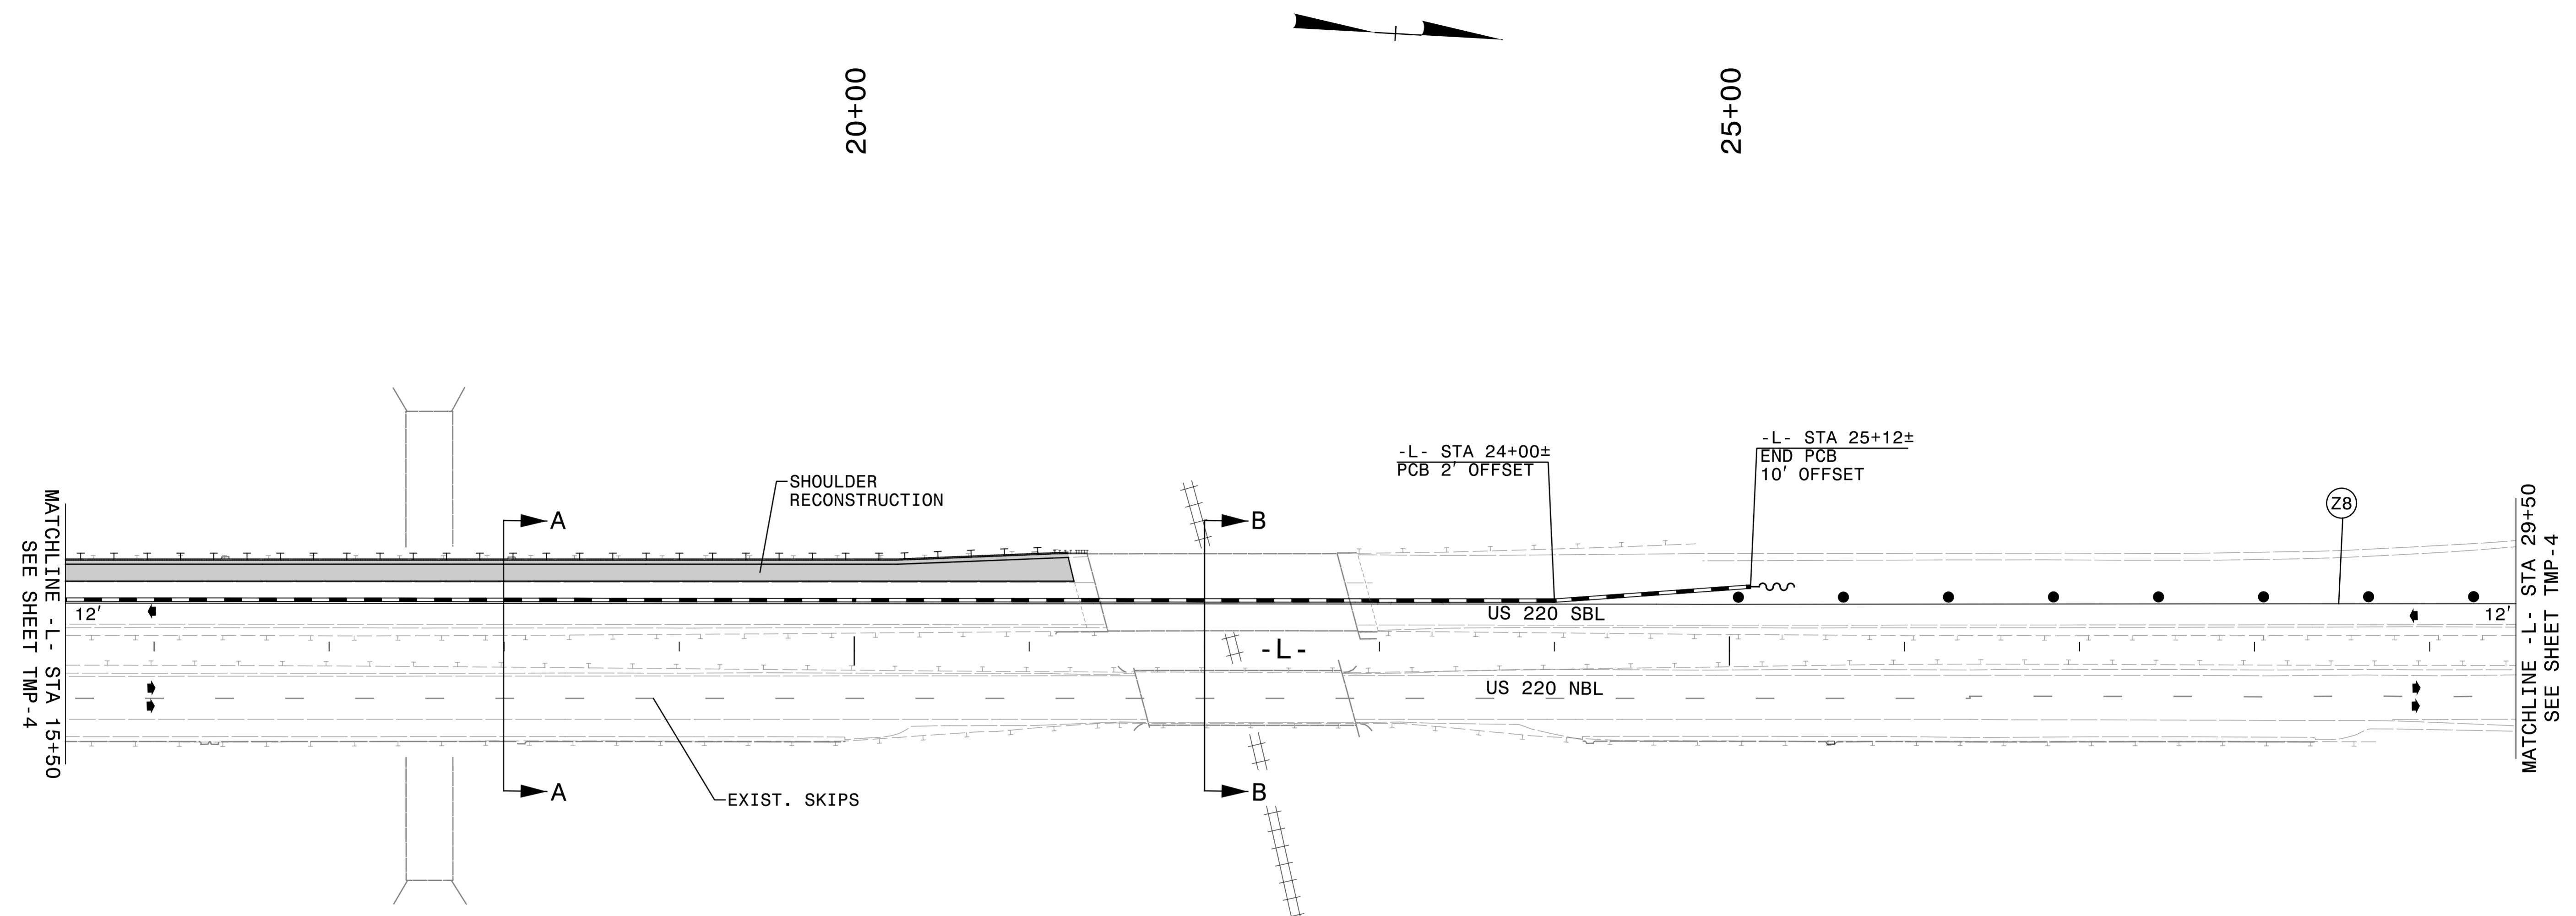 20+00
25+00
-L- STA 24+00±
PCB 2' OFFSET
-L- STA 25+12±
END PCB
10' OFFSET
SHOULDER
RECONSTRUCTION
A
B
Z8
MATCHLINE -L- STA 15+50
SEE SHEET TMP-4
12'
US 220 SBL
12'
-L-
US 220 NBL
MATCHLINE -L- STA 29+50
SEE SHEET TMP-4
EXIST. SKIPS
A
B